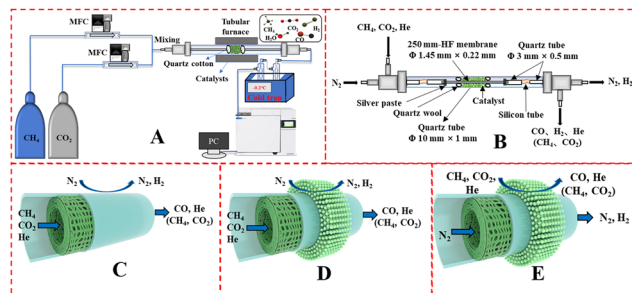 MFC
MFC
Mixing
Tubular
furnace
CH₄
H₂O
CO
H₂
Quartz cotton
Catalysts
-0.2°C
Cold trap
PC
CH₄
CO₂
A
CH₄, CO₂, He
250 mm-HF membrane
Φ 1.45 mm × 0.22 mm
Quartz tube
Φ 3 mm × 0.5 mm
N₂
N₂, H₂
Silver paste
Quartz wool
Quartz tube
Φ 10 mm × 1 mm
Catalyst
Silicon tube
CO, H₂, He
(CH₄, CO₂)
B
N₂
N₂, H₂
CH₄
CO₂
He
CO, He
(CH₄, CO₂)
C
N₂
N₂, H₂
CH₄
CO₂
He
CO, He
(CH₄, CO₂)
D
CH₄, CO₂,
He
CO, He
(CH₄, CO₂)
N₂
N₂, H₂
E